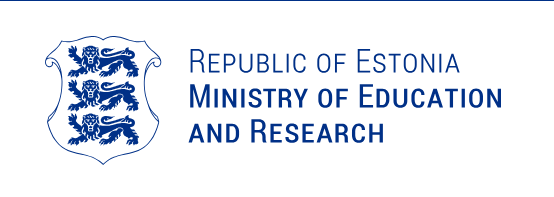 Republic of Estonia
Ministry of Education
and Research